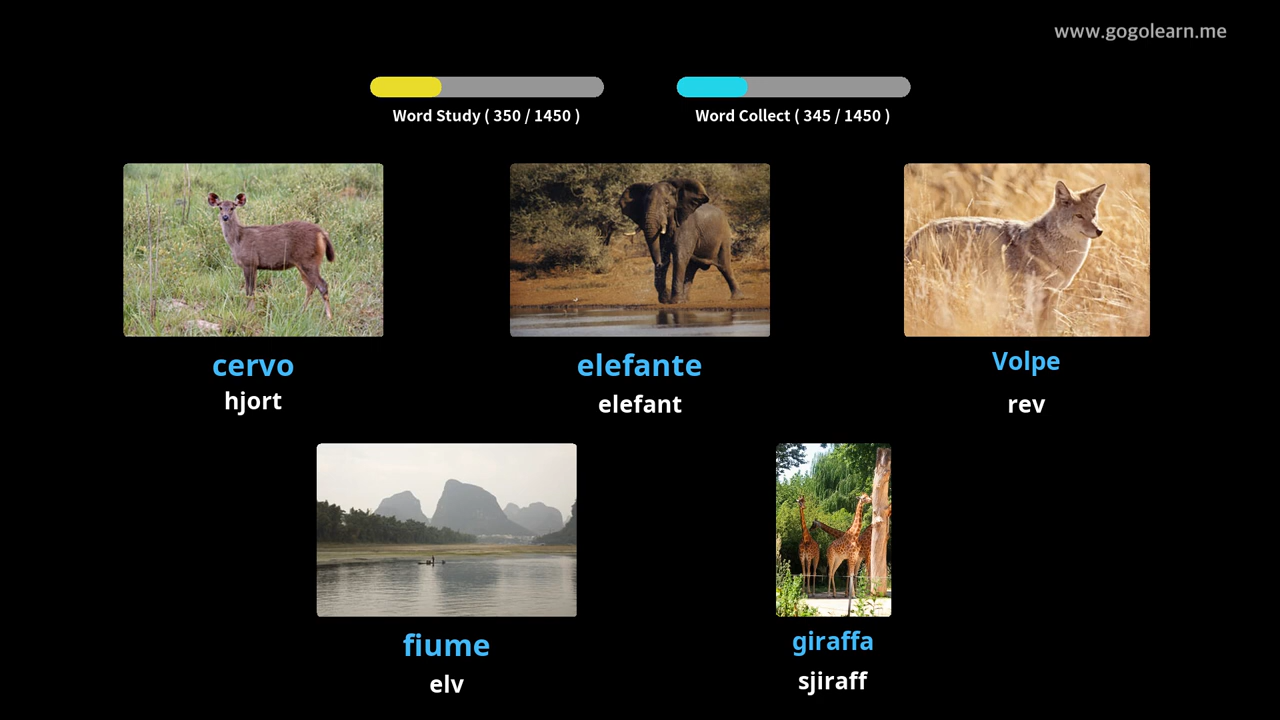 www.gogolearn.me
Word Study ( 350 / 1450 )
Word Collect ( 345 / 1450 )
cervo
hjort
elefante
elefant
Volpe
rev
fiume
elv
giraffa
sjiraff